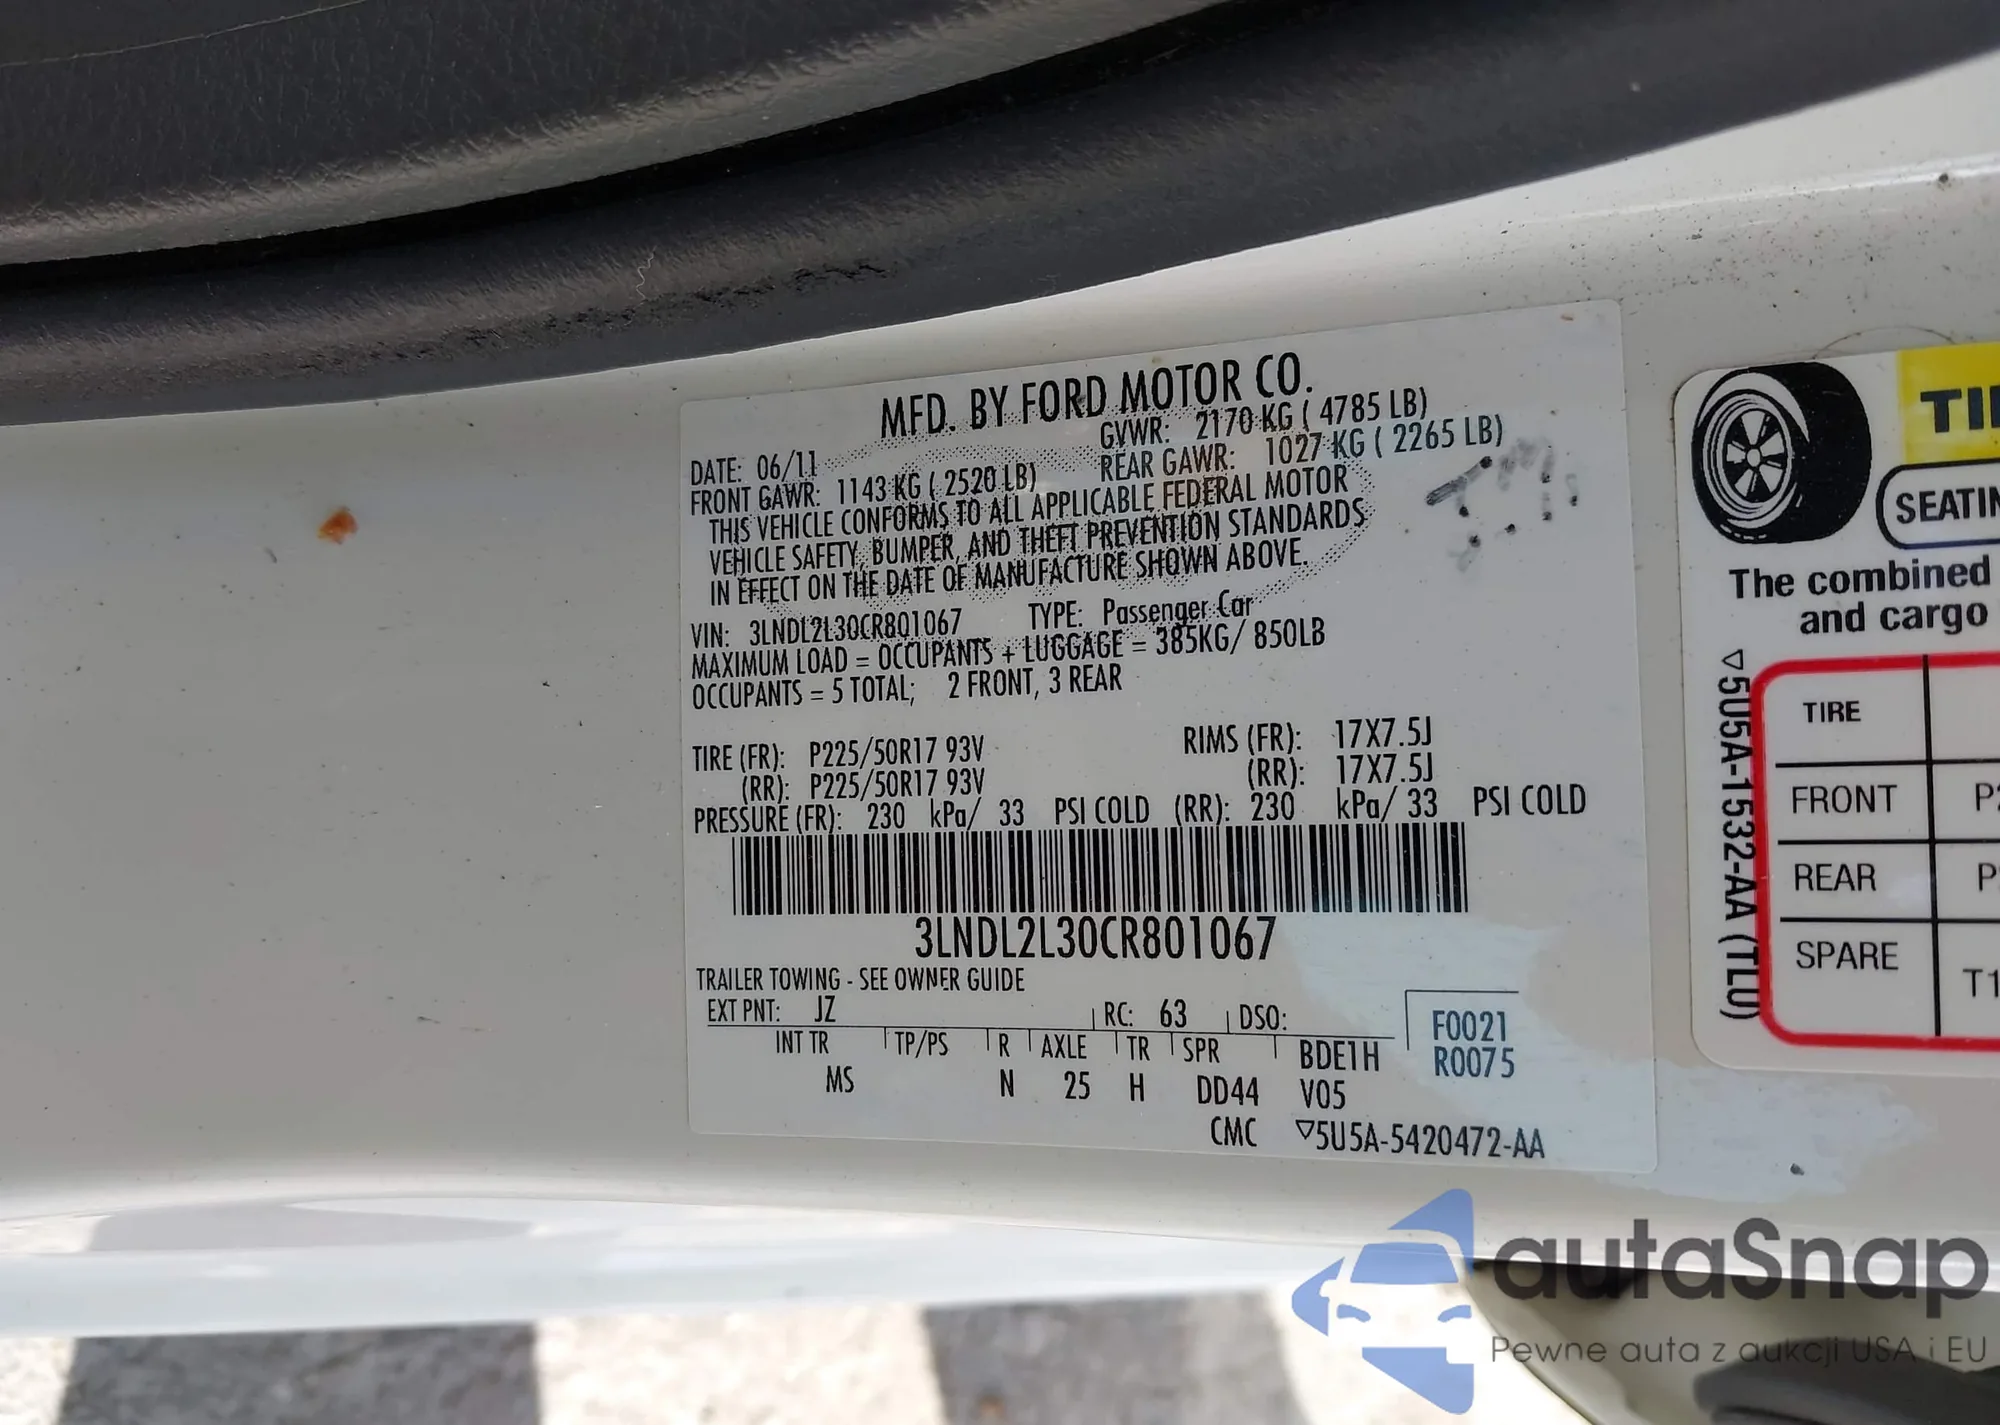 MFD. BY FORD MOTOR CO.
DATE: 06/11 GVWR: 2170 KG ( 4785 LB)
FRONT GAWR: 1143 KG ( 2520 LB) REAR GAWR: 1027 KG ( 2265 LB)
THIS VEHICLE CONFORMS TO ALL APPLICABLE FEDERAL MOTOR
VEHICLE SAFETY, BUMPER, AND THEFT PREVENTION STANDARDS
IN EFFECT ON THE DATE OF MANUFACTURE SHOWN ABOVE.
VIN: 3LNDL2L30CR801067 TYPE: Passenger Car
MAXIMUM LOAD = OCCUPANTS + LUGGAGE = 385KG/ 850LB
OCCUPANTS = 5 TOTAL; 2 FRONT, 3 REAR
TIRE (FR): P225/50R17 93V RIMS (FR): 17X7.5J
(RR): P225/50R17 93V (RR): 17X7.5J
PRESSURE (FR): 230 kPa/ 33 PSI COLD (RR): 230 kPa/ 33 PSI COLD
3LNDL2L30CR801067
TRAILER TOWING - SEE OWNER GUIDE
EXT PNT: JZ RC: 63 DSO:
INT TR TP/PS R AXLE TR SPR BDE1H
MS N 25 H DD44 V05
F0021
R0075
CMC ▽5U5A-5420472-AA
SEATIN
The combined
and cargo
TIRE
FRONT
REAR
SPARE T1
▽5U5A-1532-AA (TLU)
autaSnap
Pewne auta z aukcji USA i EU